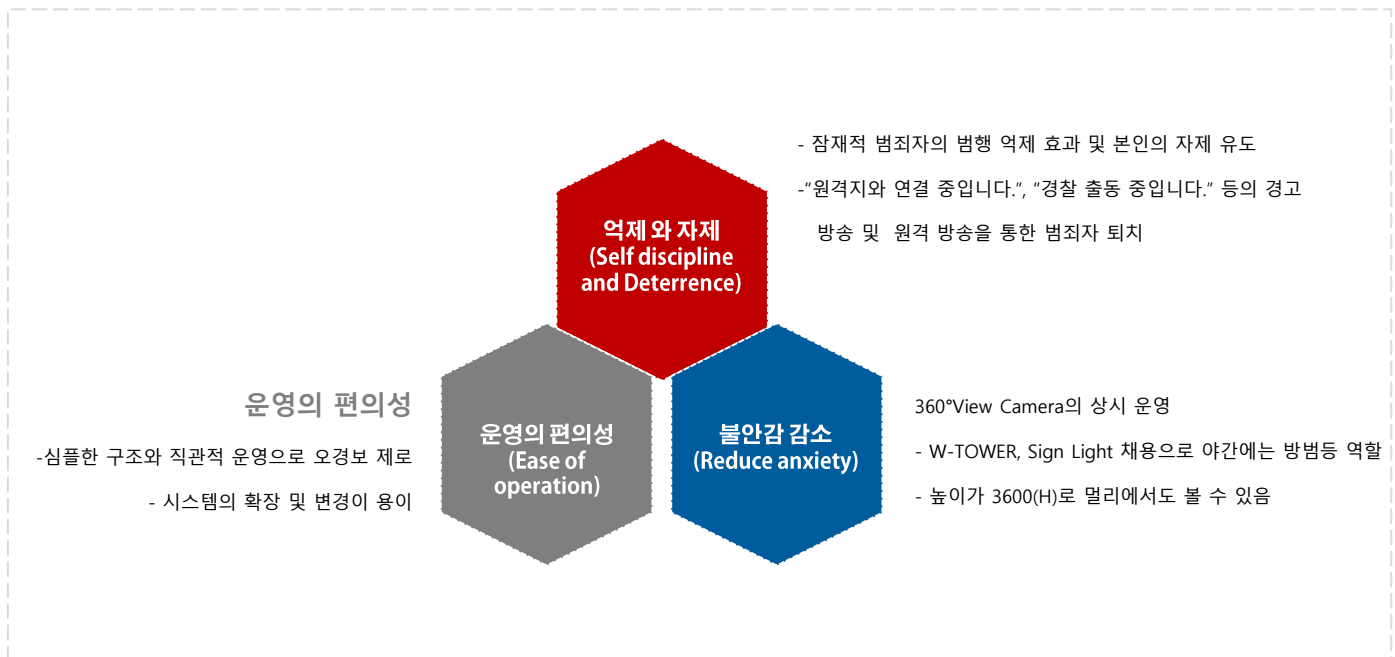 - 잠재적 범죄자의 범행 억제 효과 및 본인의 자제 유도
-“원격지와 연결 중입니다.”, “경찰 출동 중입니다.” 등의 경고
방송 및 원격 방송을 통한 범죄자 퇴치
억제 와 자제
(Self discipline
and Deterrence)
운영의 편의성
-심플한 구조와 직관적 운영으로 오경보 제로
- 시스템의 확장 및 변경이 용이
운영의 편의성
(Ease of
operation)
불안감 감소
(Reduce anxiety)
360°View Camera의 상시 운영
- W-TOWER, Sign Light 채용으로 야간에는 방범등 역할
- 높이가 3600(H)로 멀리에서도 볼 수 있음